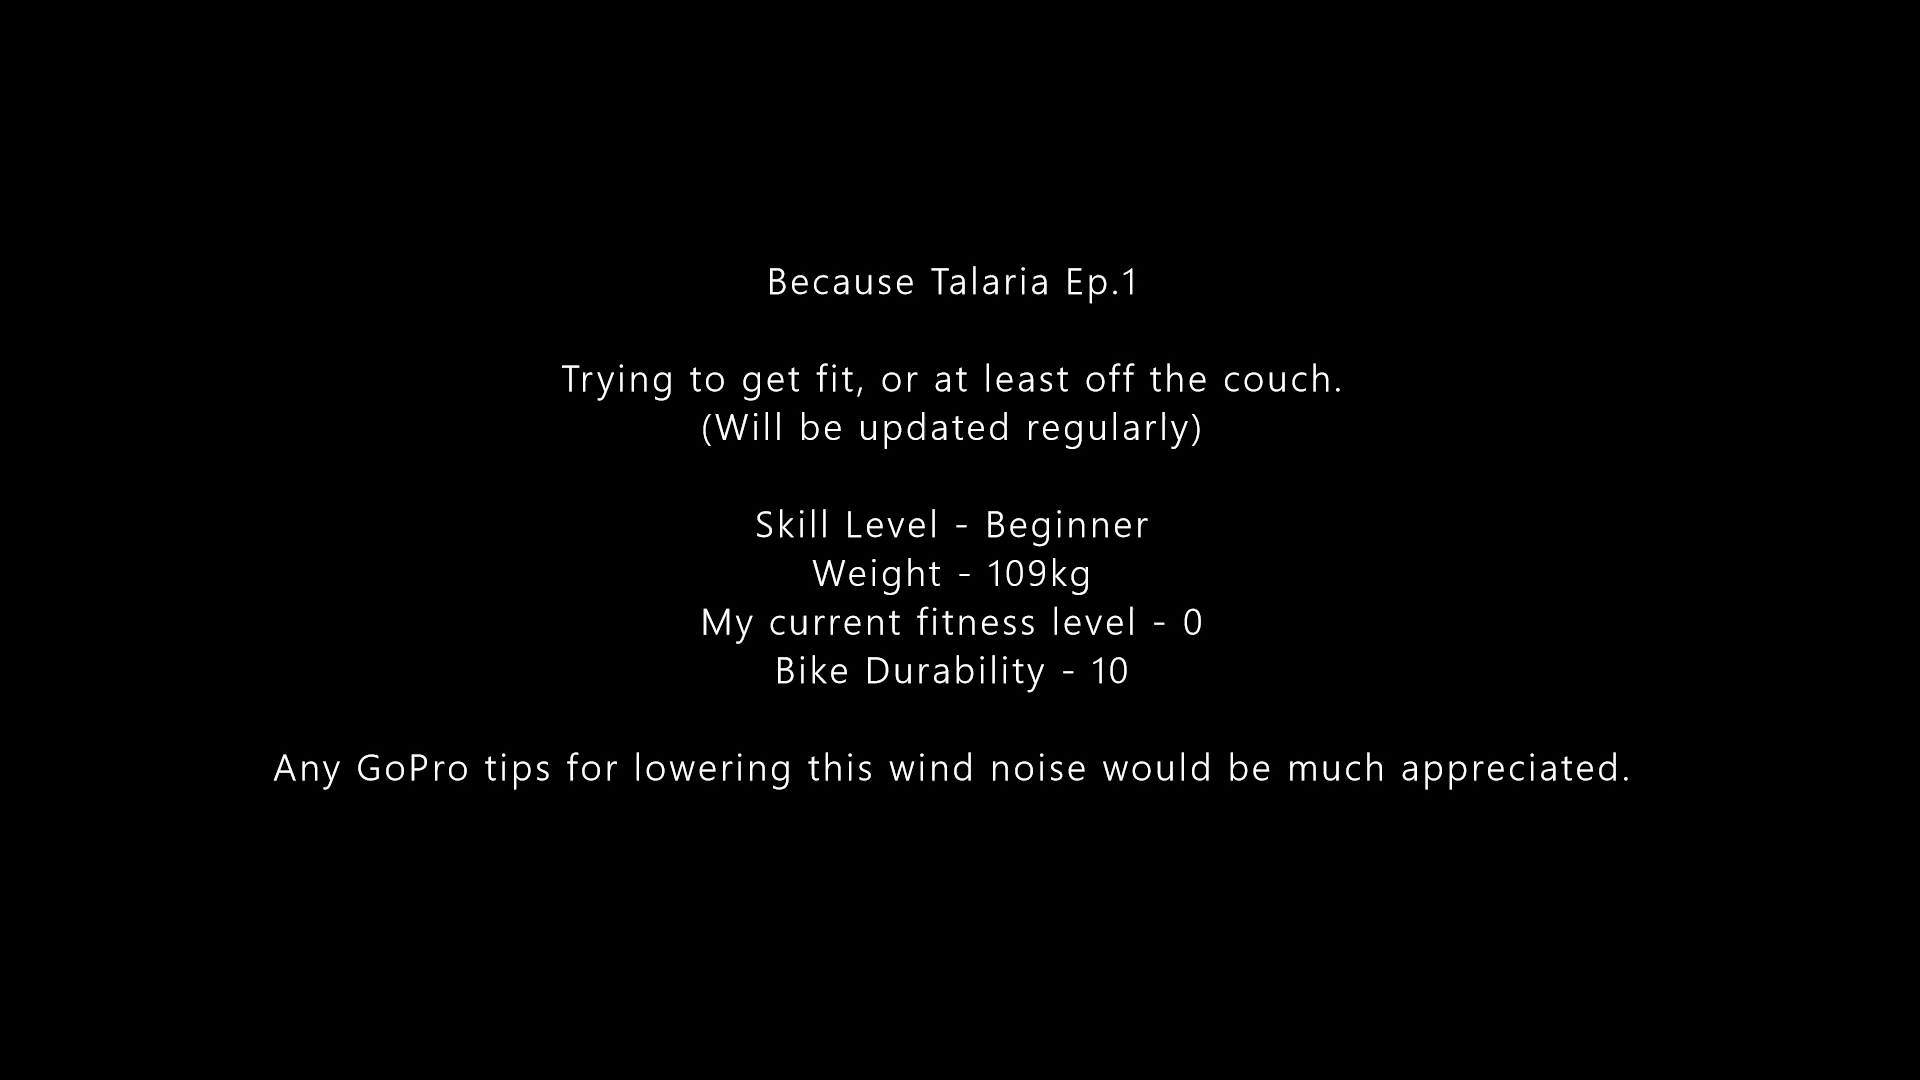 Because Talaria Ep.1
Trying to get fit, or at least off the couch.
(Will be updated regularly)
Skill Level - Beginner
Weight - 109kg
My current fitness level - 0
Bike Durability - 10
Any GoPro tips for lowering this wind noise would be much appreciated.